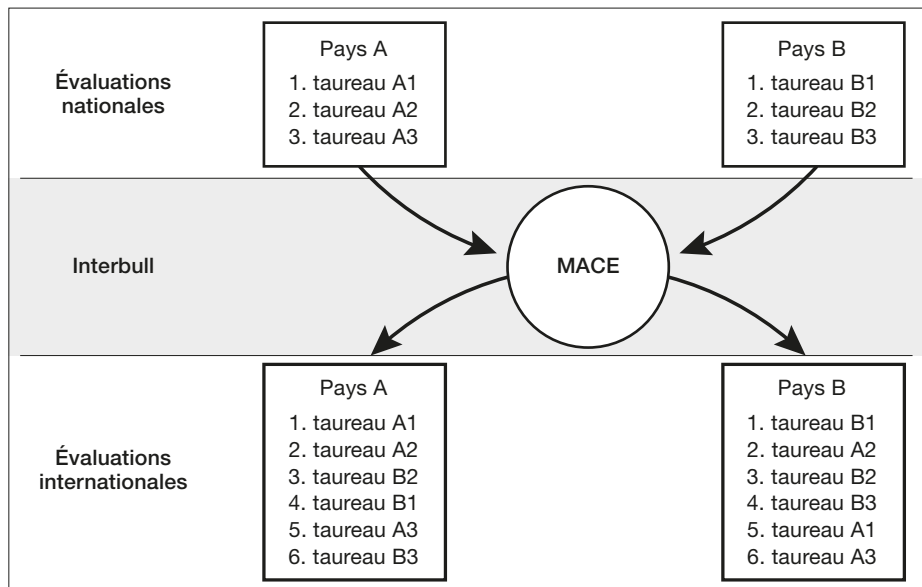 Évaluations
nationales
Pays A
1. taureau A1
2. taureau A2
3. taureau A3
Pays B
1. taureau B1
2. taureau B2
3. taureau B3
Interbull
MACE
Évaluations
internationales
Pays A
1. taureau A1
2. taureau A2
3. taureau B2
4. taureau B1
5. taureau A3
6. taureau B3
Pays B
1. taureau B1
2. taureau A2
3. taureau B2
4. taureau B3
5. taureau A1
6. taureau A3